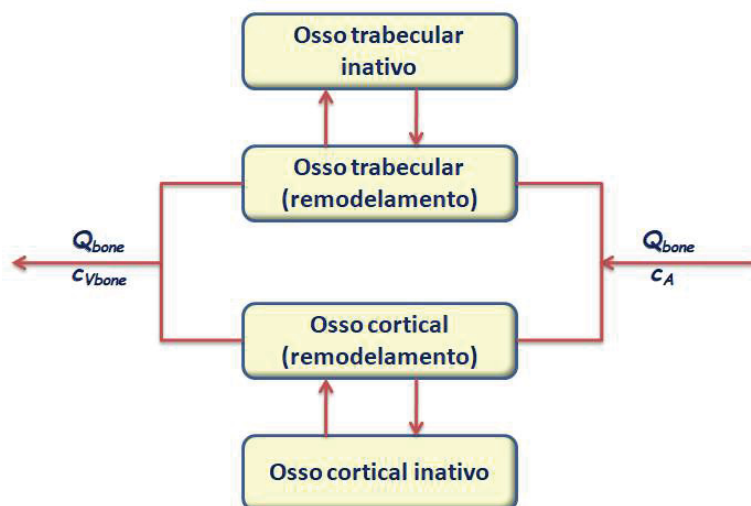 Osso trabecular
inativo
Osso trabecular
(remodelamento)
Qbone
cVbone
Qbone
cA
Osso cortical
(remodelamento)
Osso cortical inativo